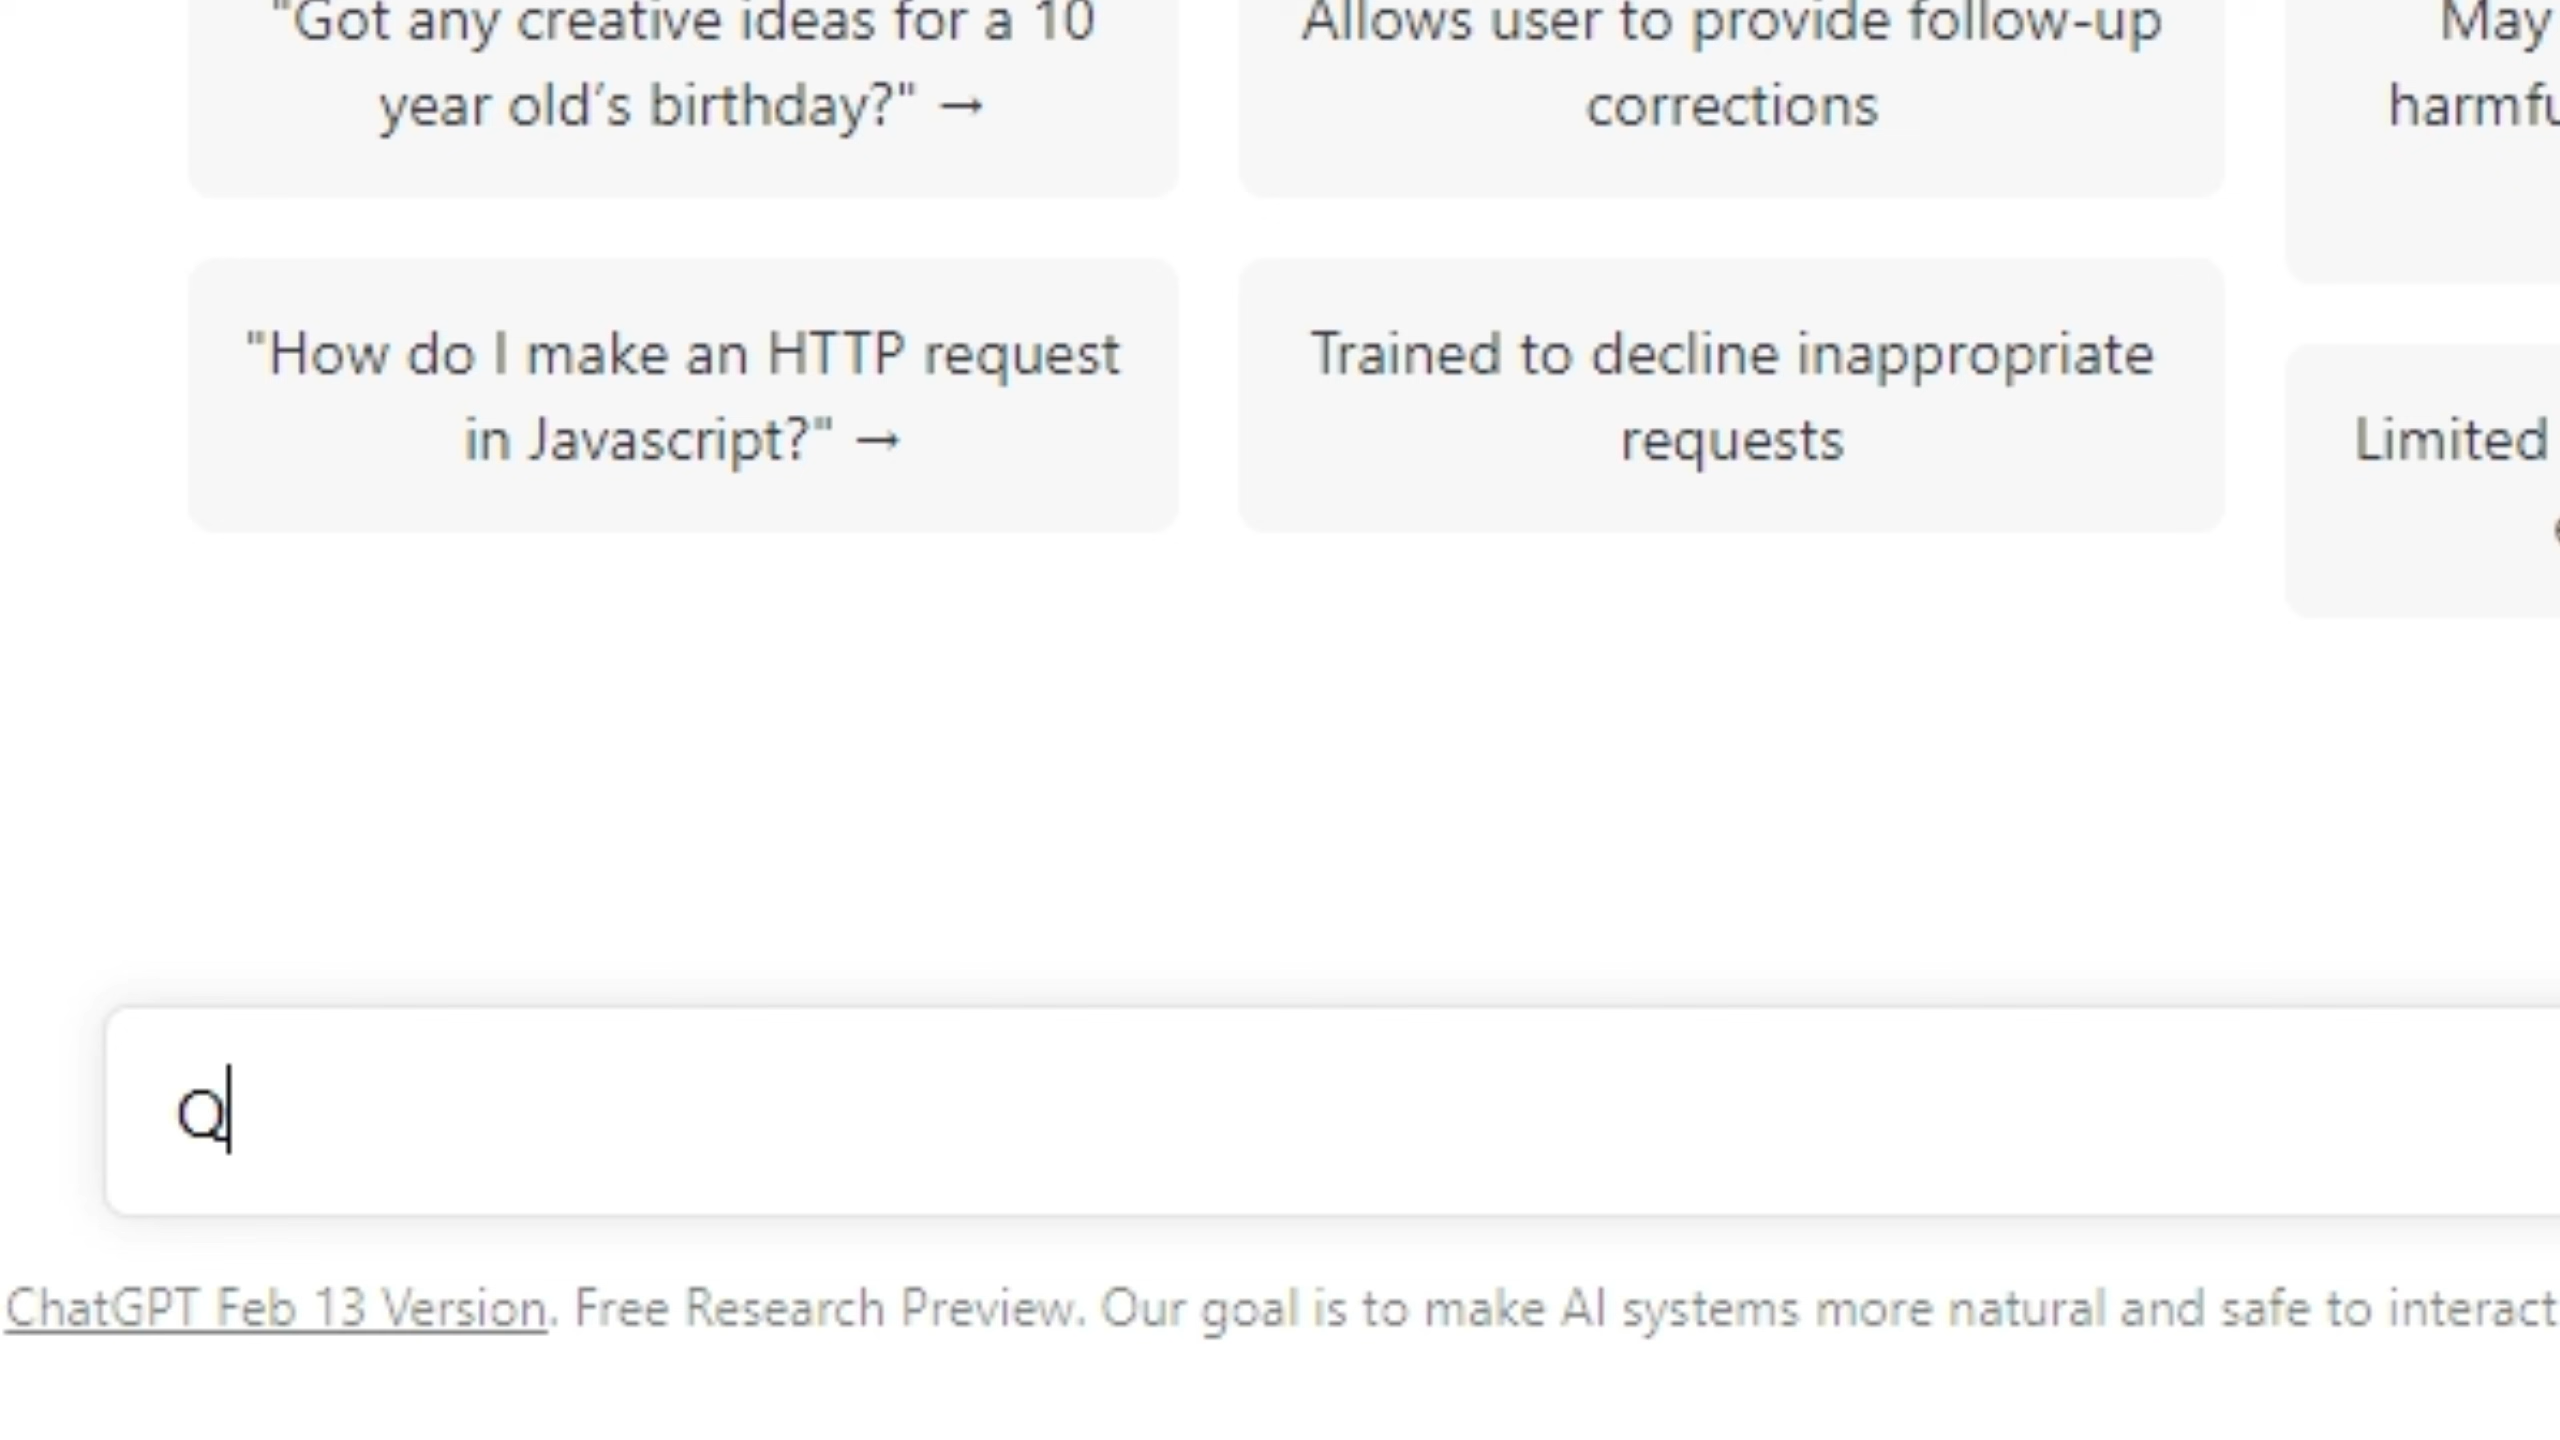 "Got any creative ideas for a 10
year old's birthday?" →
"How do I make an HTTP request
in Javascript?" →
Allows user to provide follow-up
corrections
Trained to decline inappropriate
requests
May
Limited
Q
ChatGPT Feb 13 Version. Free Research Preview. Our goal is to make AI systems more natural and safe to interact